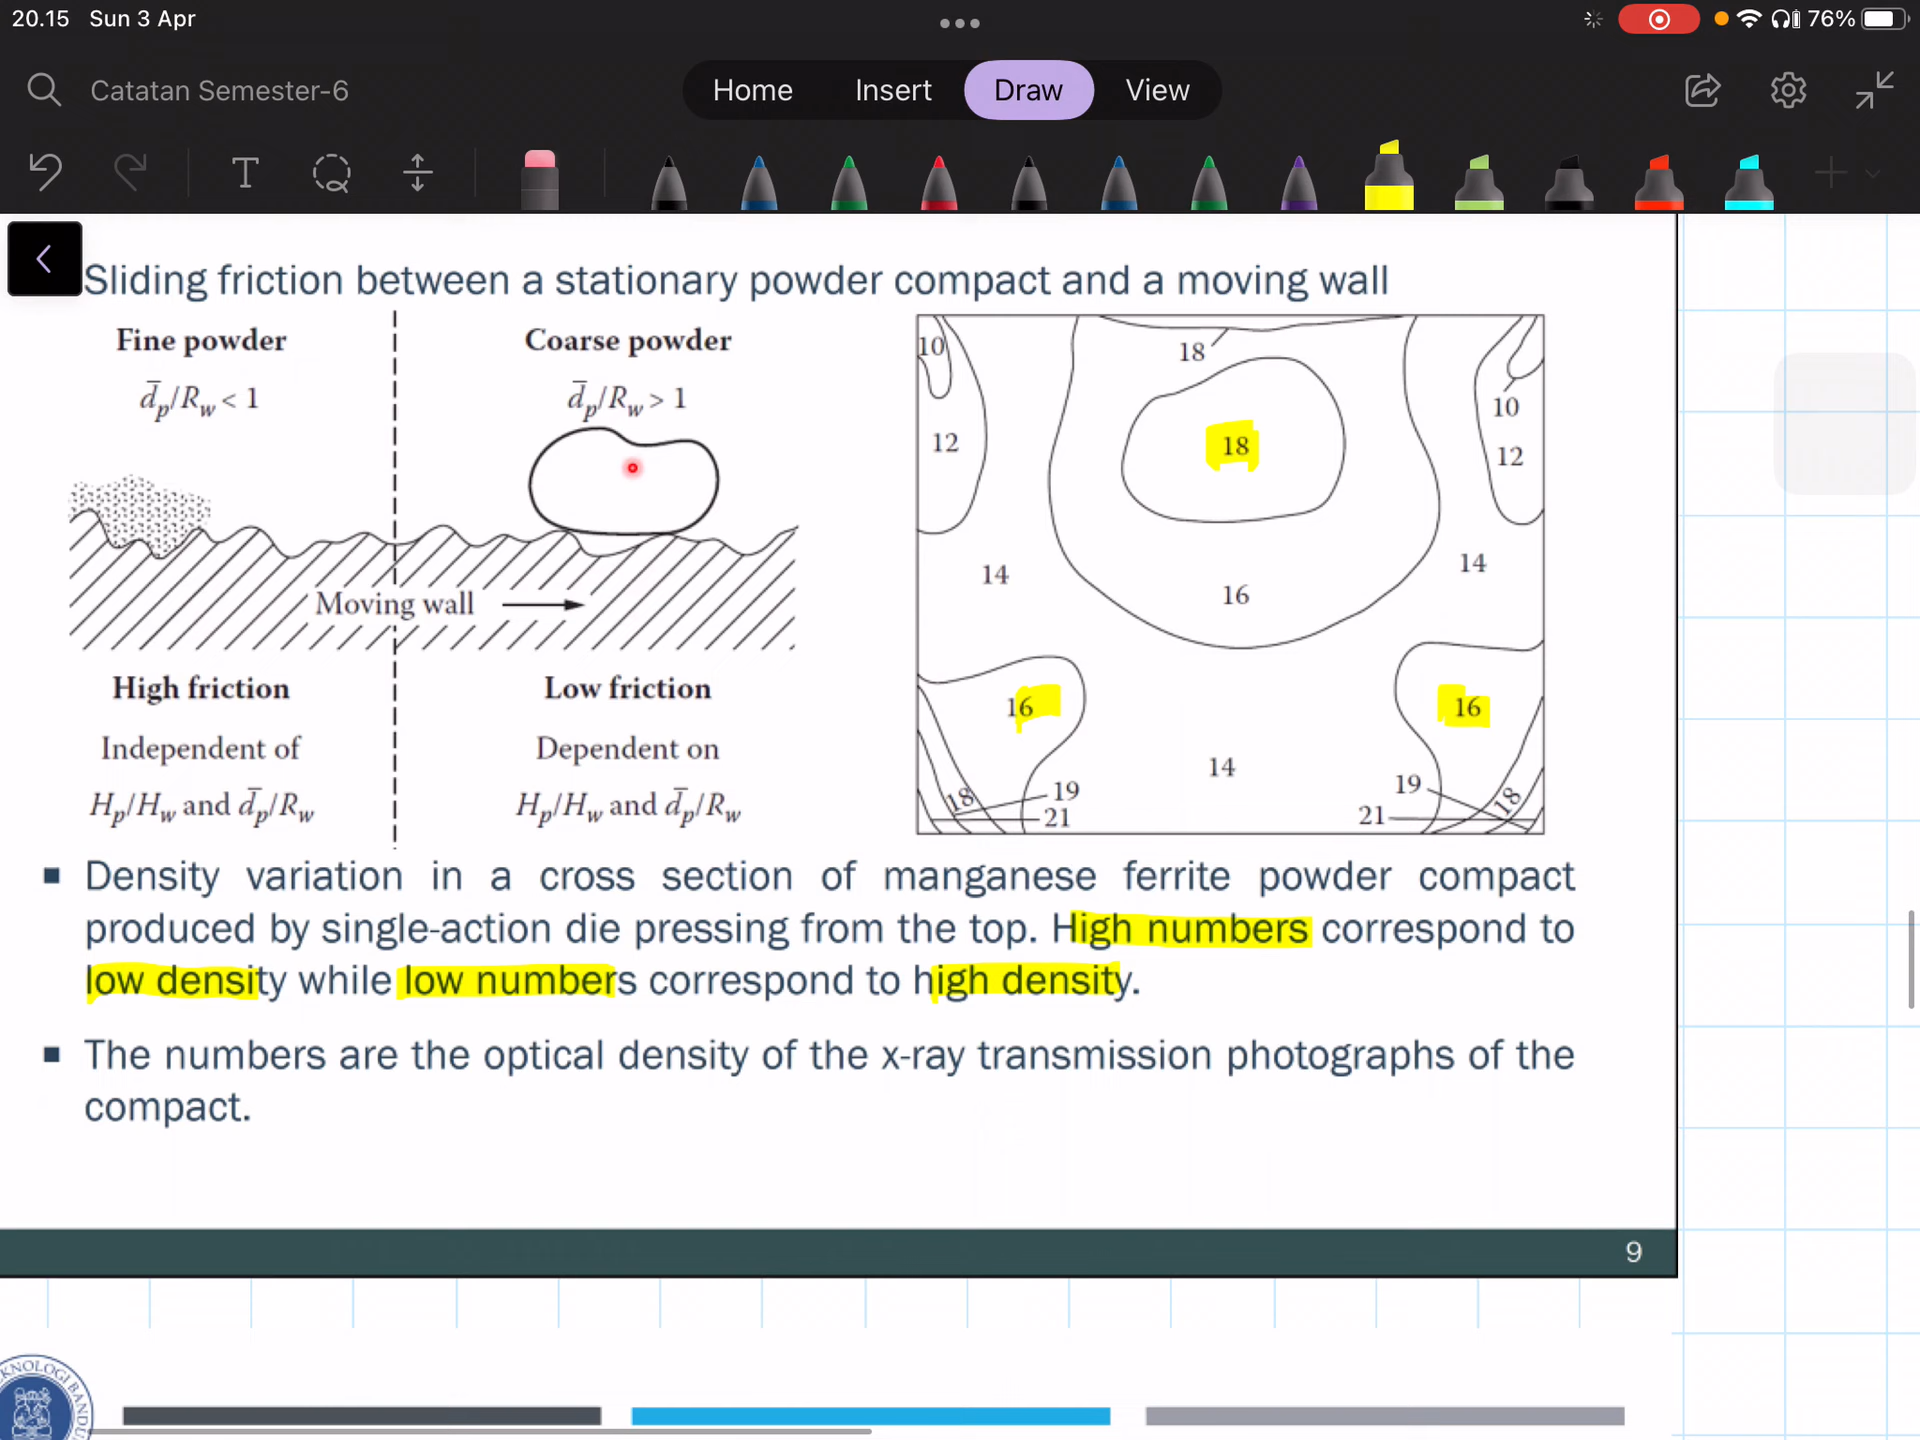 20.15 Sun 3 Apr
76%
Catatan Semester-6
Home Insert Draw View
T
Sliding friction between a stationary powder compact and a moving wall
Fine powder
d̄p/Rw < 1
Coarse powder
d̄p/Rw > 1
Moving wall
High friction
Independent of
Hp/Hw and d̄p/Rw
Low friction
Dependent on
Hp/Hw and d̄p/Rw
10
18
10
12
18
12
14
16
14
16
16
14
18
19
21
19
21
18
▪ Density variation in a cross section of manganese ferrite powder compact
produced by single-action die pressing from the top. High numbers correspond to
low density while low numbers correspond to high density.
▪ The numbers are the optical density of the x-ray transmission photographs of the
compact.
9